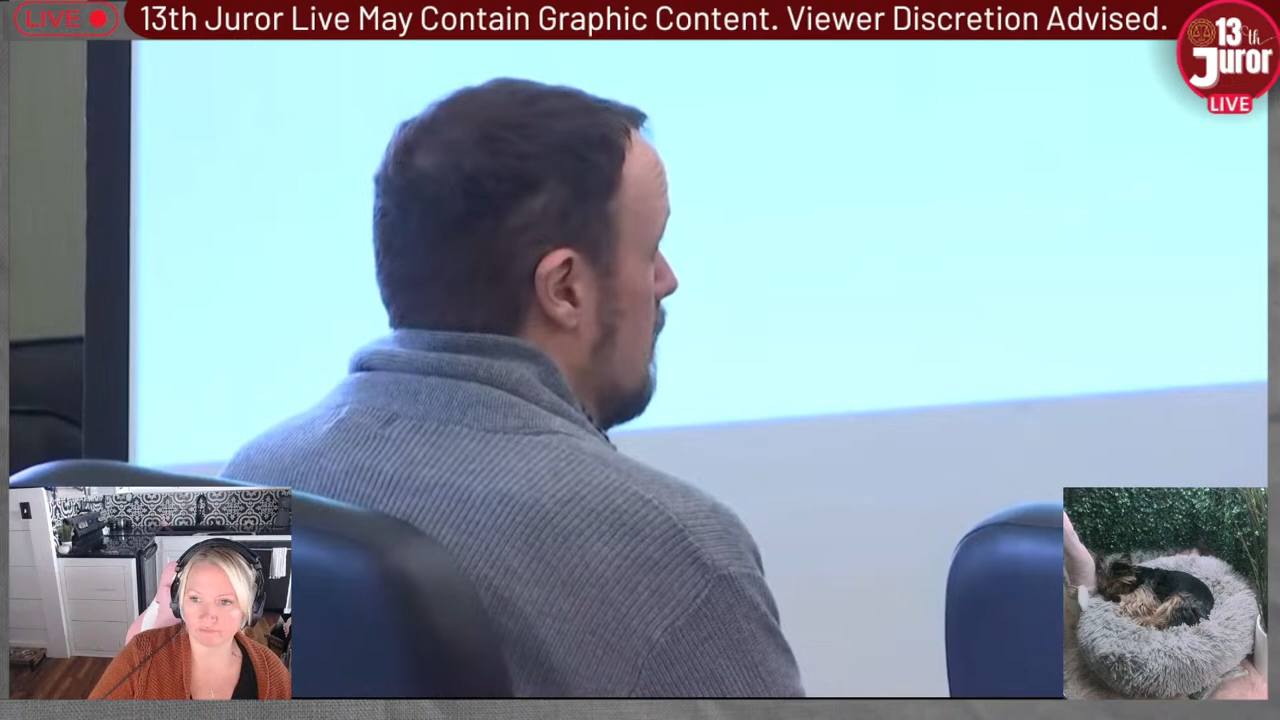 LIVE
13th Juror Live May Contain Graphic Content. Viewer Discretion Advised.
13th
Juror
LIVE